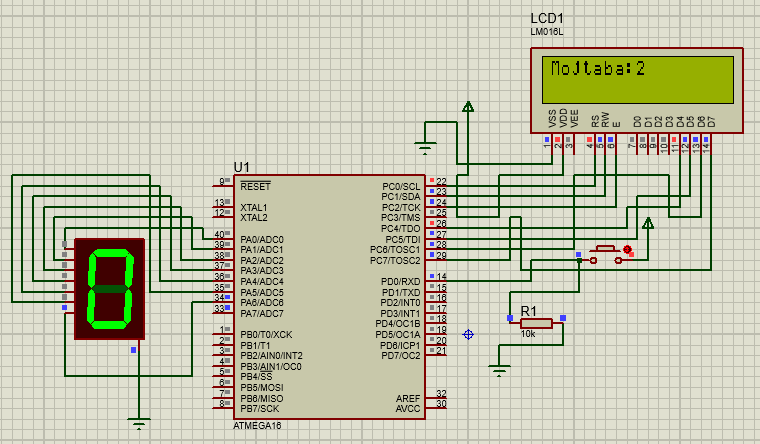 LCD1
LM016L
Mojtaba:2
VSS VDD VEE RS RW E D0 D1 D2 D3 D4 D5 D6 D7
1 2 3 4 5 6 7 8 9 10 11 12 13 14
U1
9 RESET PC0/SCL 22
PC1/SDA 23
13 XTAL1 PC2/TCK 24
12 XTAL2 PC3/TMS 25
PC4/TDO 26
40 PA0/ADC0 PC5/TDI 27
39 PA1/ADC1 PC6/TOSC1 28
38 PA2/ADC2 PC7/TOSC2 29
37 PA3/ADC3
36 PA4/ADC4 PD0/RXD 14
35 PA5/ADC5 PD1/TXD 15
34 PA6/ADC6 PD2/INT0 16
33 PA7/ADC7 PD3/INT1 17
PD4/OC1B 18
1 PB0/T0/XCK PD5/OC1A 19
2 PB1/T1 PD6/ICP1 20
3 PB2/AIN0/INT2 PD7/OC2 21
4 PB3/AIN1/OC0
5 PB4/SS
6 PB5/MOSI
7 PB6/MISO AREF 32
8 PB7/SCK AVCC 30
ATMEGA16
R1
10k